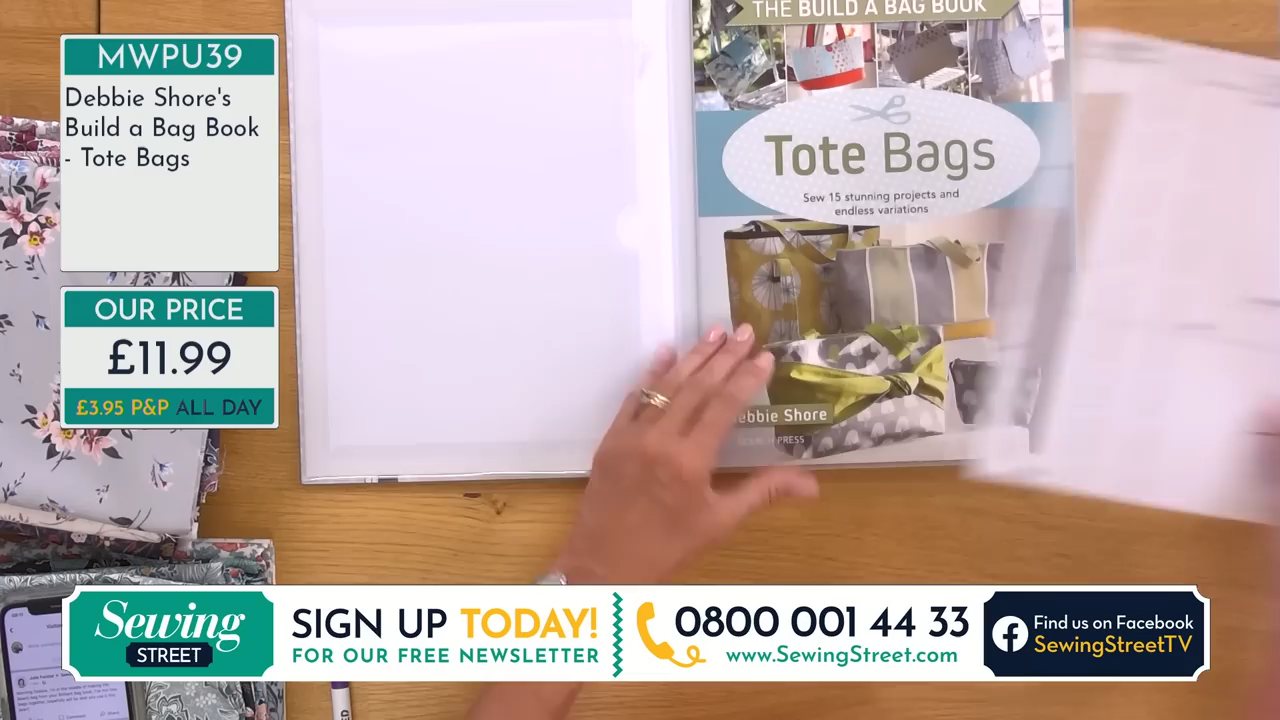 MWPU39
Debbie Shore's
Build a Bag Book
- Tote Bags
OUR PRICE
£11.99
£3.95 P&P ALL DAY
THE BUILD A BAG BOOK
Tote Bags
Sew 15 stunning projects and
endless variations
ebbie Shore
PRESS
Sewing
STREET
SIGN UP TODAY!
FOR OUR FREE NEWSLETTER
0800 001 44 33
www.SewingStreet.com
Find us on Facebook
SewingStreetTV